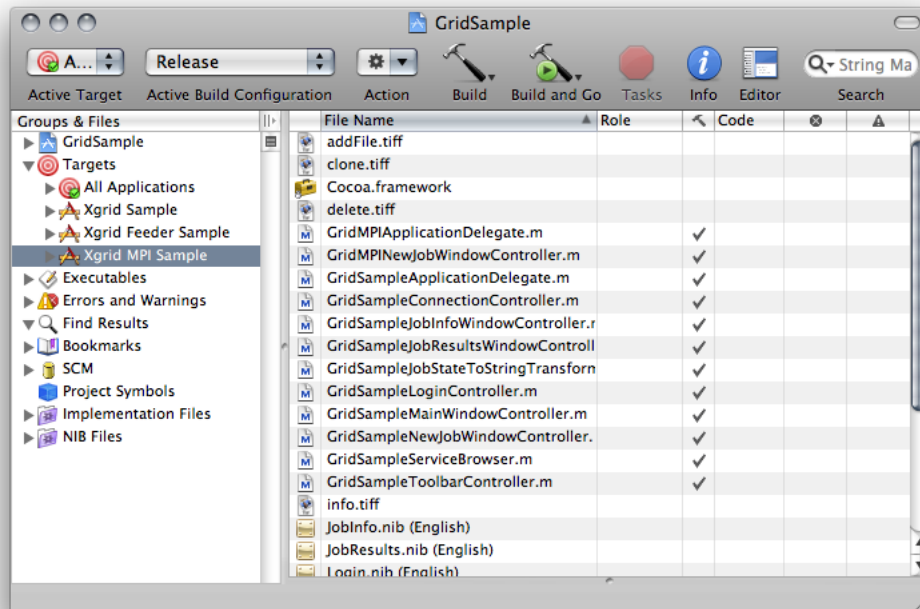 GridSample
A...
Release
String Ma
Active Target
Active Build Configuration
Action
Build
Build and Go
Tasks
Info
Editor
Search
Groups & Files
GridSample
Targets
All Applications
Xgrid Sample
Xgrid Feeder Sample
Xgrid MPI Sample
Executables
Errors and Warnings
Find Results
Bookmarks
SCM
Project Symbols
Implementation Files
NIB Files
File Name
Role
Code
addFile.tiff
clone.tiff
Cocoa.framework
delete.tiff
GridMPIApplicationDelegate.m
GridMPINewJobWindowController.m
GridSampleApplicationDelegate.m
GridSampleConnectionController.m
GridSampleJobInfoWindowController.r
GridSampleJobResultsWindowControll
GridSampleJobStateToStringTransforn
GridSampleLoginController.m
GridSampleMainWindowController.m
GridSampleNewJobWindowController.
GridSampleServiceBrowser.m
GridSampleToolbarController.m
info.tiff
JobInfo.nib (English)
JobResults.nib (English)
Login.nib (English)